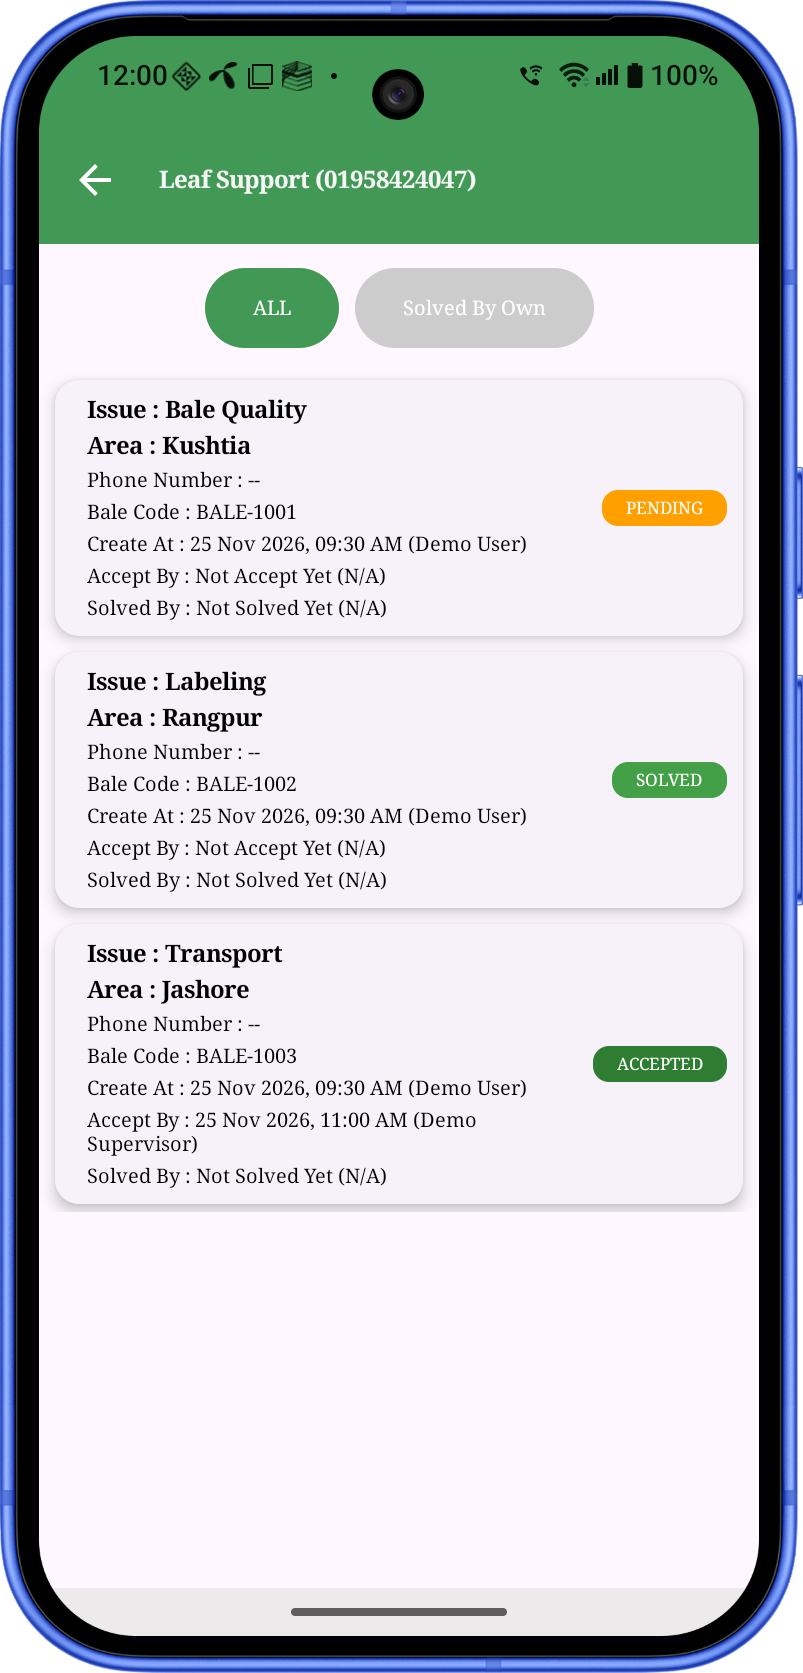 12:00
100%
Leaf Support (01958424047)
ALL
Solved By Own
Issue : Bale Quality
Area : Kushtia
Phone Number : --
Bale Code : BALE-1001
Create At : 25 Nov 2026, 09:30 AM (Demo User)
Accept By : Not Accept Yet (N/A)
Solved By : Not Solved Yet (N/A)
PENDING
Issue : Labeling
Area : Rangpur
Phone Number : --
Bale Code : BALE-1002
Create At : 25 Nov 2026, 09:30 AM (Demo User)
Accept By : Not Accept Yet (N/A)
Solved By : Not Solved Yet (N/A)
SOLVED
Issue : Transport
Area : Jashore
Phone Number : --
Bale Code : BALE-1003
Create At : 25 Nov 2026, 09:30 AM (Demo User)
Accept By : 25 Nov 2026, 11:00 AM (Demo
Supervisor)
Solved By : Not Solved Yet (N/A)
ACCEPTED